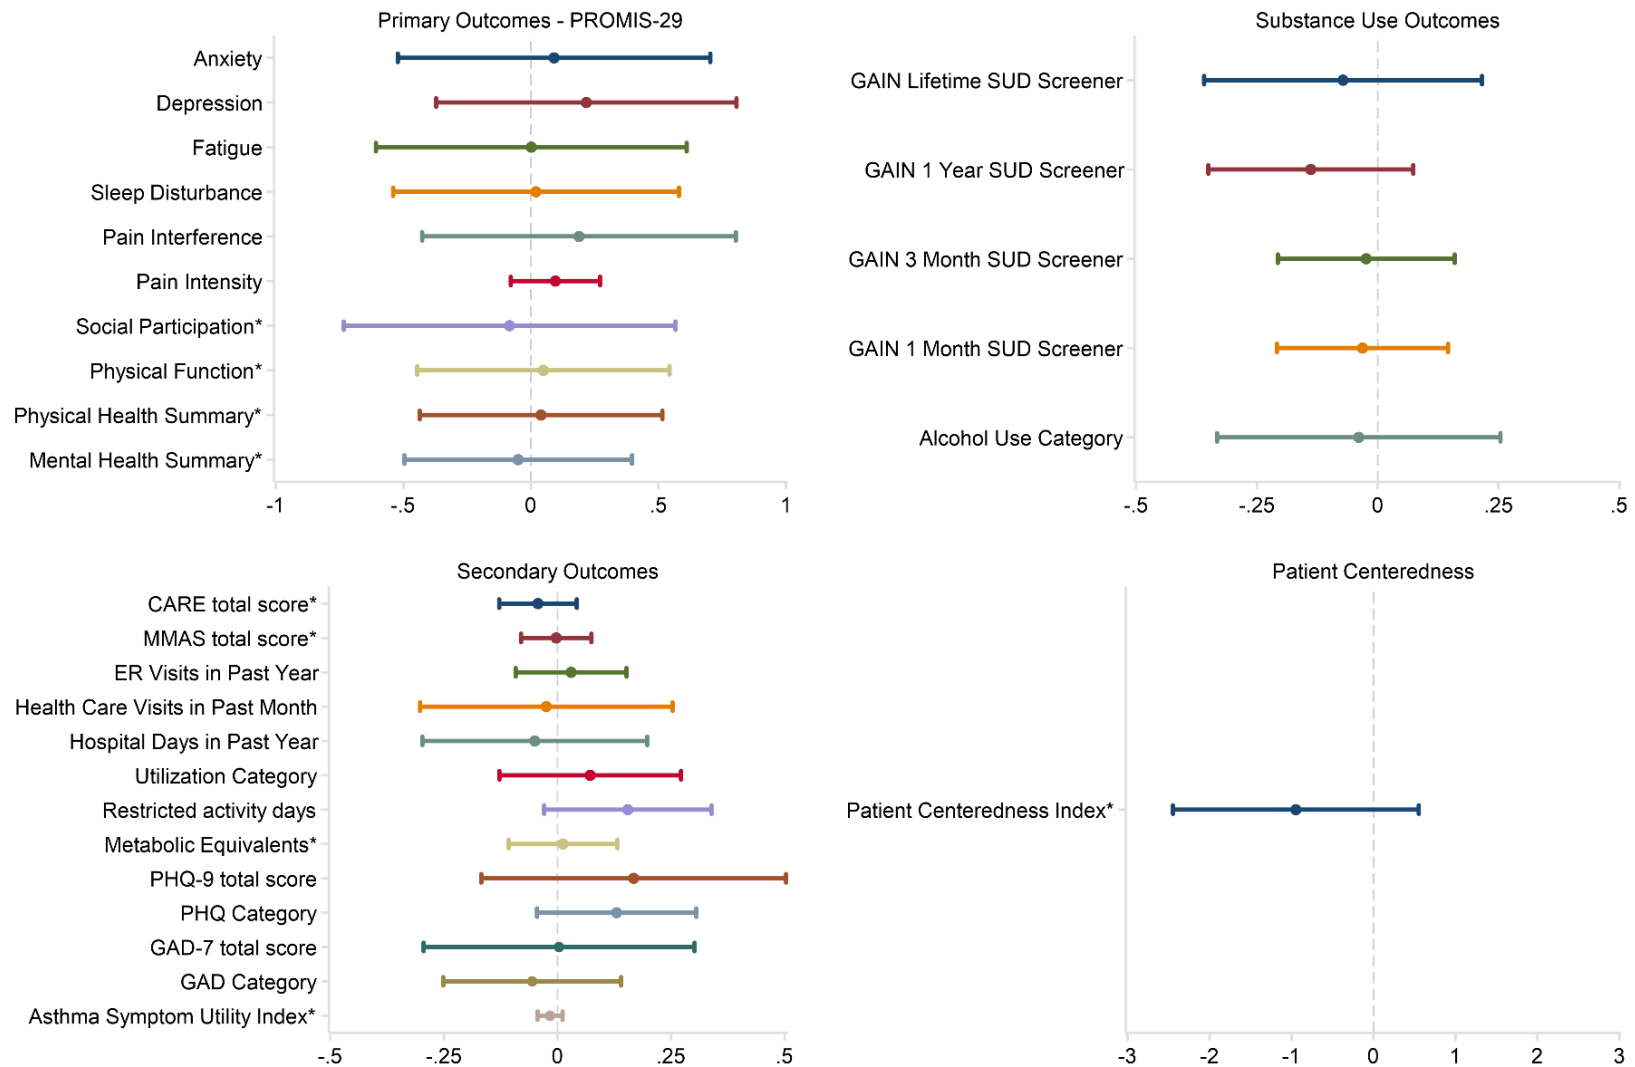 Primary Outcomes - PROMIS-29
Anxiety
Depression
Fatigue
Sleep Disturbance
Pain Interference
Pain Intensity
Social Participation*
Physical Function*
Physical Health Summary*
Mental Health Summary*
-1 -.5 0 .5 1
Substance Use Outcomes
GAIN Lifetime SUD Screener
GAIN 1 Year SUD Screener
GAIN 3 Month SUD Screener
GAIN 1 Month SUD Screener
Alcohol Use Category
-.5 -.25 0 .25 .5
Secondary Outcomes
CARE total score*
MMAS total score*
ER Visits in Past Year
Health Care Visits in Past Month
Hospital Days in Past Year
Utilization Category
Restricted activity days
Metabolic Equivalents*
PHQ-9 total score
PHQ Category
GAD-7 total score
GAD Category
Asthma Symptom Utility Index*
-.5 -.25 0 .25 .5
Patient Centeredness
Patient Centeredness Index*
-3 -2 -1 0 1 2 3